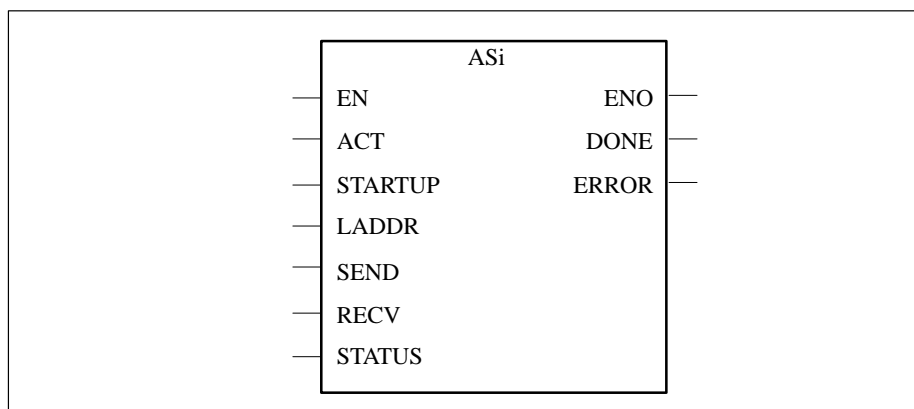 ASi
EN ENO
ACT DONE
STARTUP ERROR
LADDR
SEND
RECV
STATUS